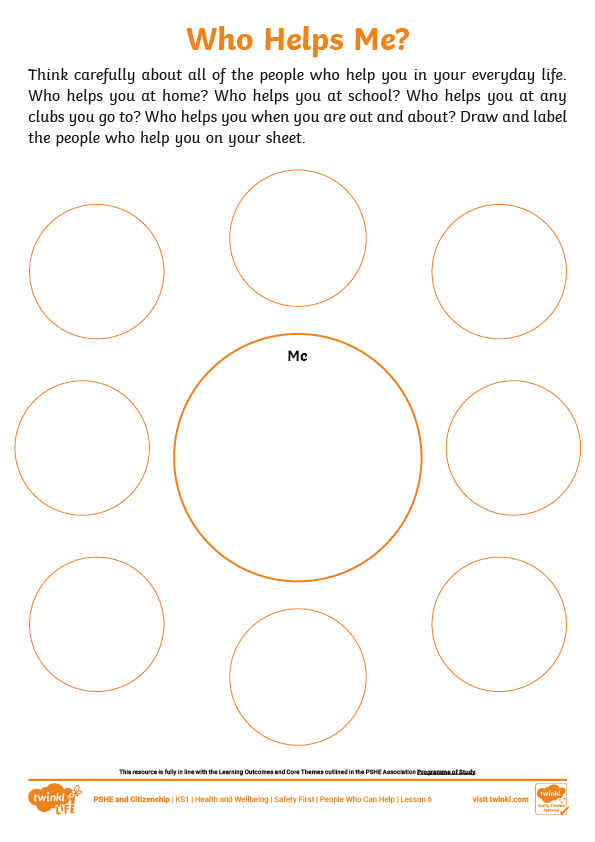 Who Helps Me?
Think carefully about all of the people who help you in your everyday life.
Who helps you at home? Who helps you at school? Who helps you at any
clubs you go to? Who helps you when you are out and about? Draw and label
the people who help you on your sheet.
Me
This resource is fully in line with the Learning Outcomes and Core Themes outlined in the PSHE Association Programme of Study.
twinkl LIFE
PSHE and Citizenship | KS1 | Health and Wellbeing | Safety First | People Who Can Help | Lesson 6
visit twinkl.com
twinkl
Quality Standard
Approved